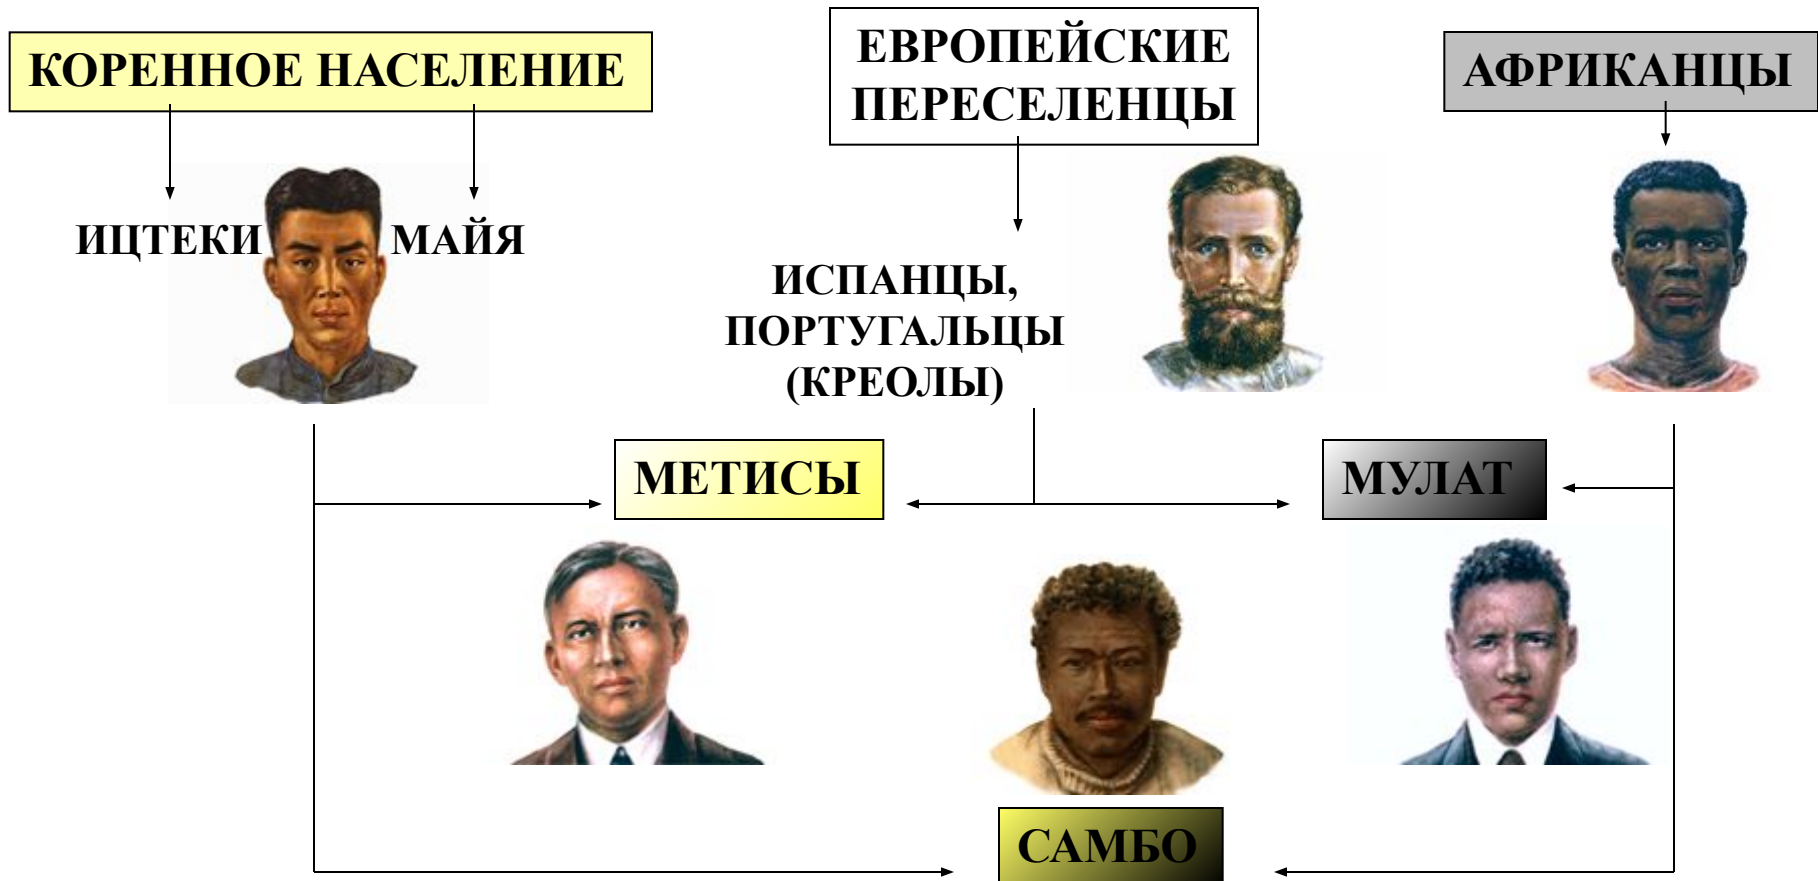 КОРЕННОЕ НАСЕЛЕНИЕ
ЕВРОПЕЙСКИЕ
ПЕРЕСЕЛЕНЦЫ
АФРИКАНЦЫ
ИЦТЕКИ
МАЙЯ
ИСПАНЦЫ,
ПОРТУГАЛЬЦЫ
(КРЕОЛЫ)
МЕТИСЫ
МУЛАТ
САМБО